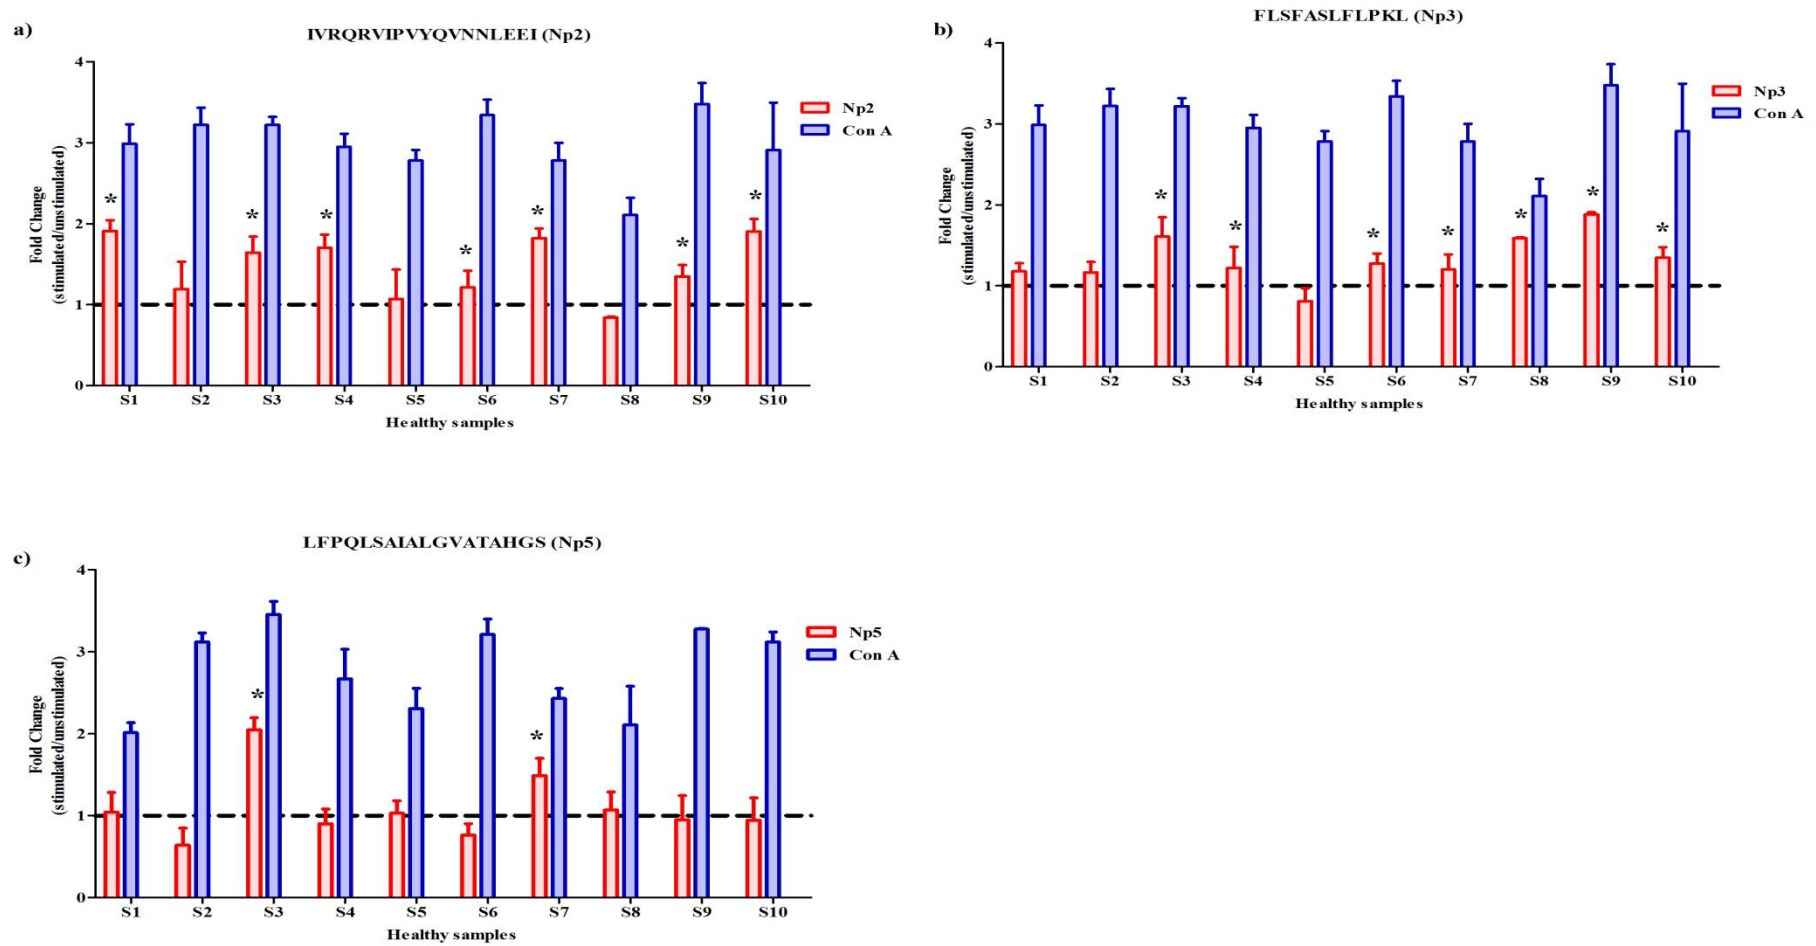 a)
IVRQRVIPVYQVNNLEEI (Np2)
4
3
2
1
0
Fold Change
(stimulated/unstimulated)
* * * * * * *
Np2
Con A
S1 S2 S3 S4 S5 S6 S7 S8 S9 S10
Healthy samples
b)
FLSFASLFLPKL (Np3)
4
3
2
1
0
Fold Change
(stimulated/unstimulated)
* * * * * * *
Np3
Con A
S1 S2 S3 S4 S5 S6 S7 S8 S9 S10
Healthy samples
c)
LFPQLSAIALGVATAHGS (Np5)
4
3
2
1
0
Fold Change
(stimulated/unstimulated)
* *
Np5
Con A
S1 S2 S3 S4 S5 S6 S7 S8 S9 S10
Healthy samples